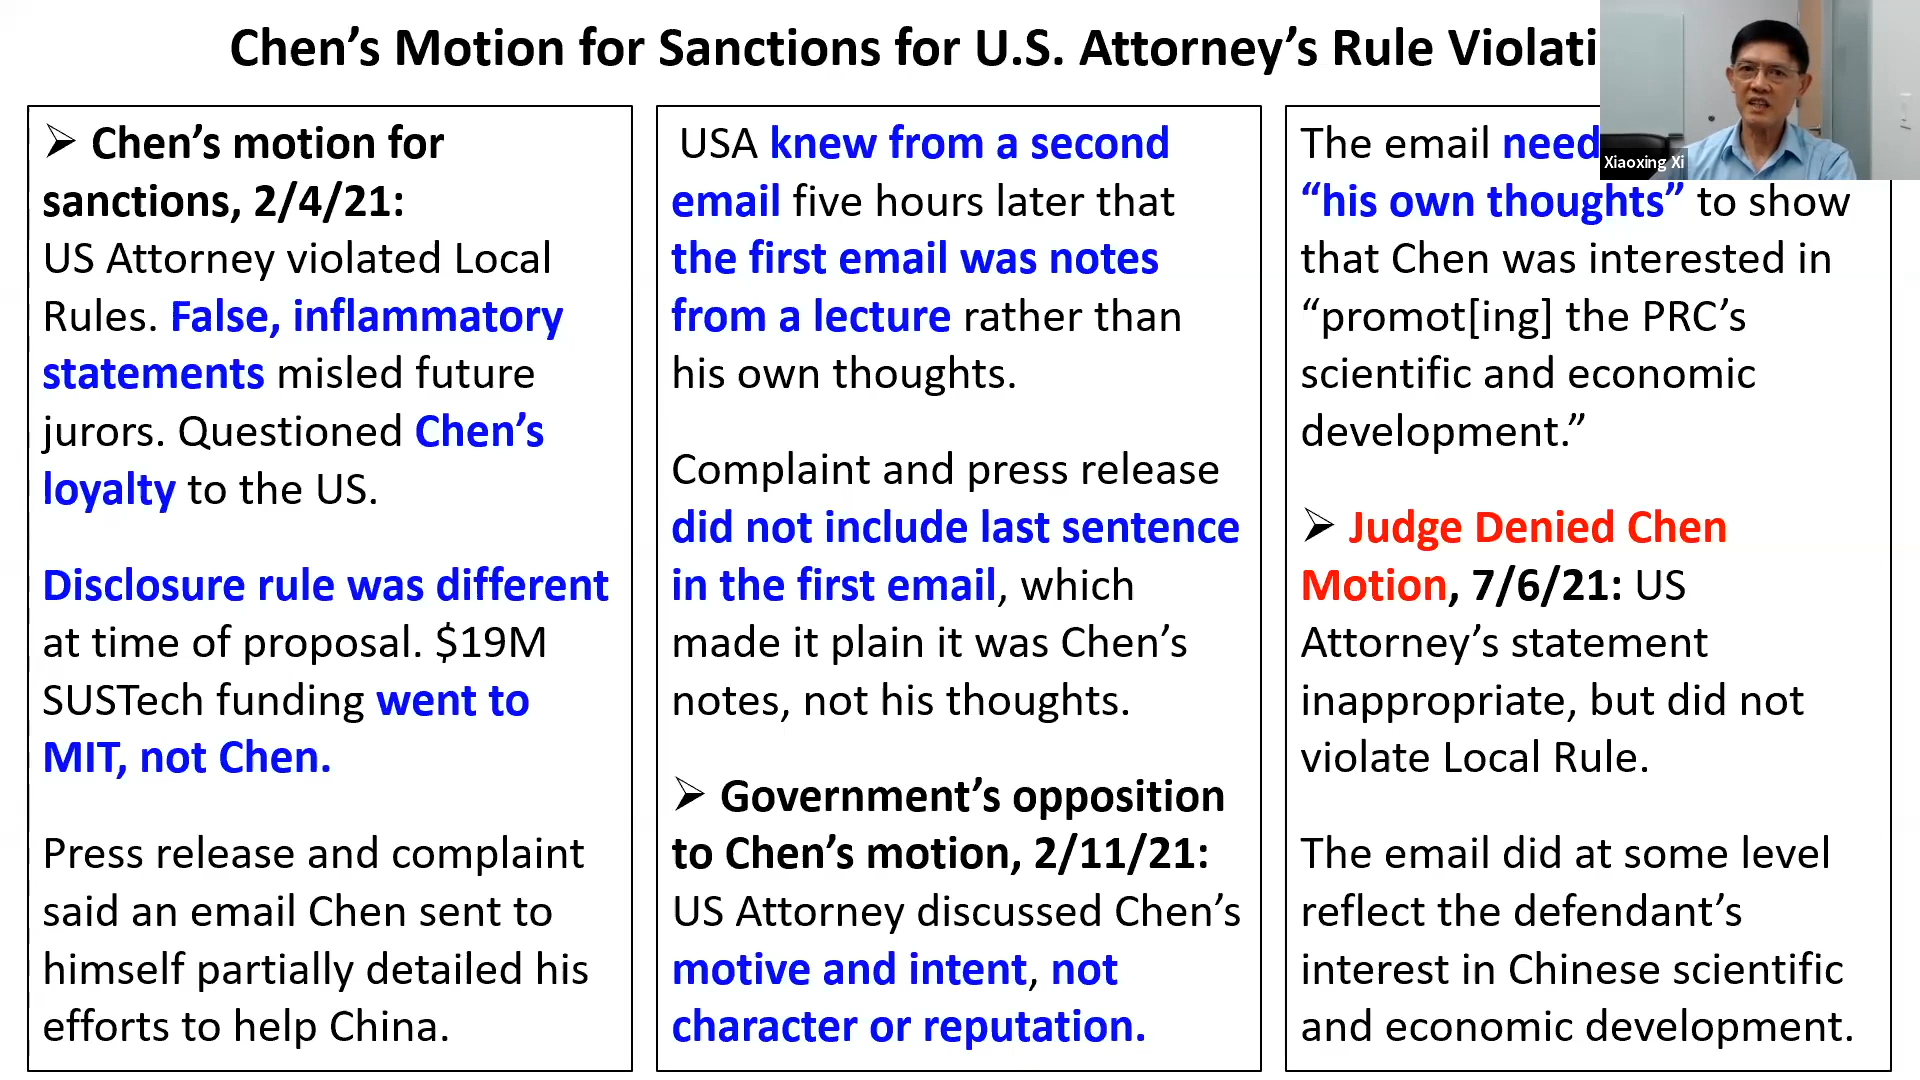 Chen’s Motion for Sanctions for U.S. Attorney’s Rule
➢ Chen’s motion for
sanctions, 2/4/21:
US Attorney violated Local
Rules. False, inflammatory
statements misled future
jurors. Questioned Chen’s
loyalty to the US.
Disclosure rule was different
at time of proposal. $19M
SUSTech funding went to
MIT, not Chen.
Press release and complaint
said an email Chen sent to
himself partially detailed his
efforts to help China.
USA knew from a second
email five hours later that
the first email was notes
from a lecture rather than
his own thoughts.
Complaint and press release
did not include last sentence
in the first email, which
made it plain it was Chen’s
notes, not his thoughts.
➢ Government’s opposition
to Chen’s motion, 2/11/21:
US Attorney discussed Chen’s
motive and intent, not
character or reputation.
The email
“his own thoughts” to show
that Chen was interested in
“promot[ing] the PRC’s
scientific and economic
development.”
➢ Judge Denied Chen
Motion, 7/6/21: US
Attorney’s statement
inappropriate, but did not
violate Local Rule.
The email did at some level
reflect the defendant’s
interest in Chinese scientific
and economic development.
Xiaoxing Xi